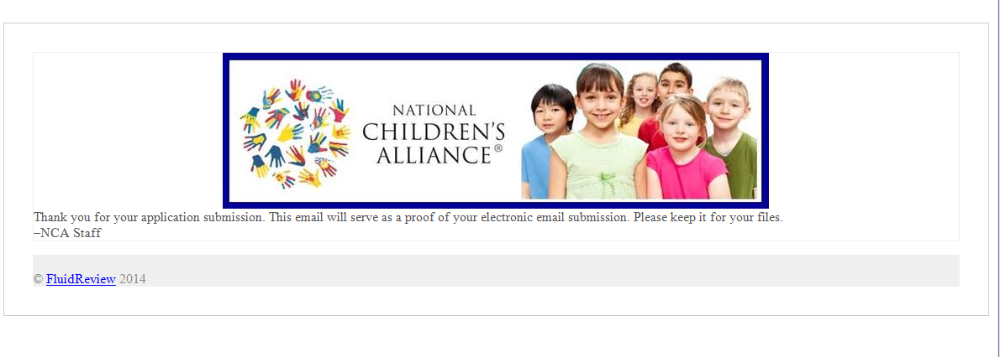 NATIONAL
CHILDREN'S
ALLIANCE®
Thank you for your application submission. This email will serve as a proof of your electronic email submission. Please keep it for your files.
–NCA Staff
© FluidReview 2014